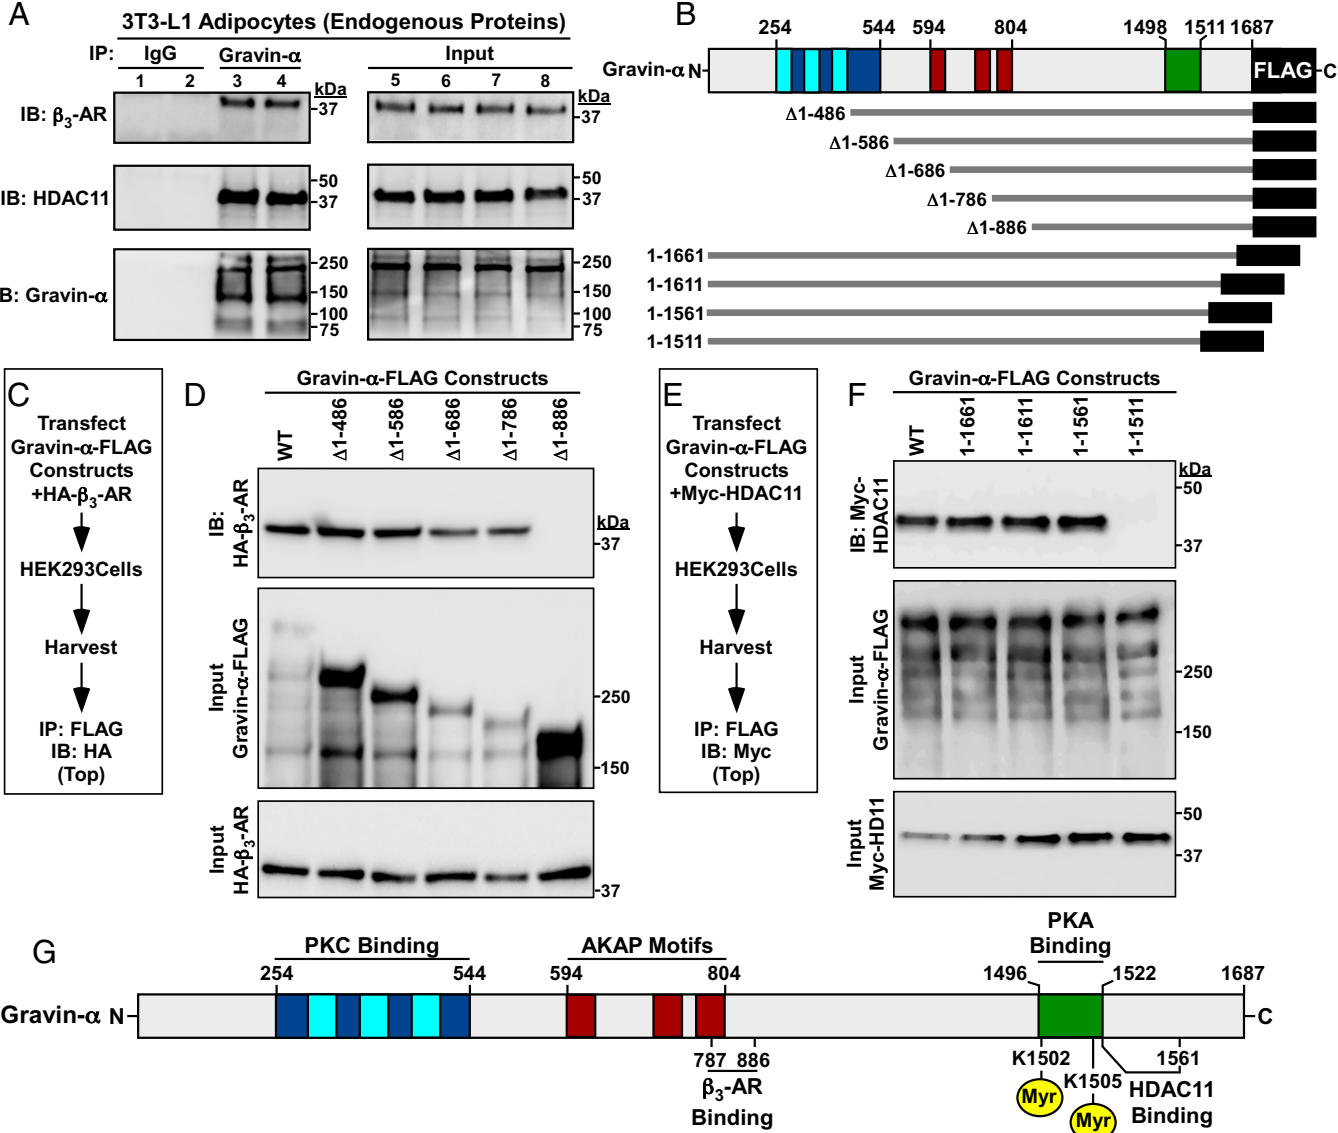 A
3T3-L1 Adipocytes (Endogenous Proteins)
IP: IgG Gravin-α Input
1 2 3 4 5 6 7 8
kDa kDa
IB: β3-AR
37 37
IB: HDAC11
50 50
37 37
B: Gravin-α
250 250
150 150
100 100
75 75
B
254 544 594 804 1498 1511 1687
Gravin-α N FLAG C
Δ1-486
Δ1-586
Δ1-686
Δ1-786
Δ1-886
1-1661
1-1611
1-1561
1-1511
C
Transfect
Gravin-α-FLAG
Constructs
+HA-β3-AR
HEK293Cells
Harvest
IP: FLAG
IB: HA
(Top)
D
Gravin-α-FLAG Constructs
WT Δ1-486 Δ1-586 Δ1-686 Δ1-786 Δ1-886
IB:
HA-β3-AR
kDa
37
Input
Gravin-α-FLAG
250
150
Input
HA-β3-AR
37
E
Transfect
Gravin-α-FLAG
Constructs
+Myc-HDAC11
HEK293Cells
Harvest
IP: FLAG
IB: Myc
(Top)
F
Gravin-α-FLAG Constructs
WT 1-1661 1-1611 1-1561 1-1511
IB: Myc-
HDAC11
kDa
50
37
Input
Gravin-α-FLAG
250
150
Input
Myc-HD11
50
37
G
PKC Binding AKAP Motifs PKA
Binding
254 544 594 804 1496 1522 1687
Gravin-α N C
787 886 K1502 1561
β3-AR
Binding
Myr K1505 HDAC11
Binding
Myr